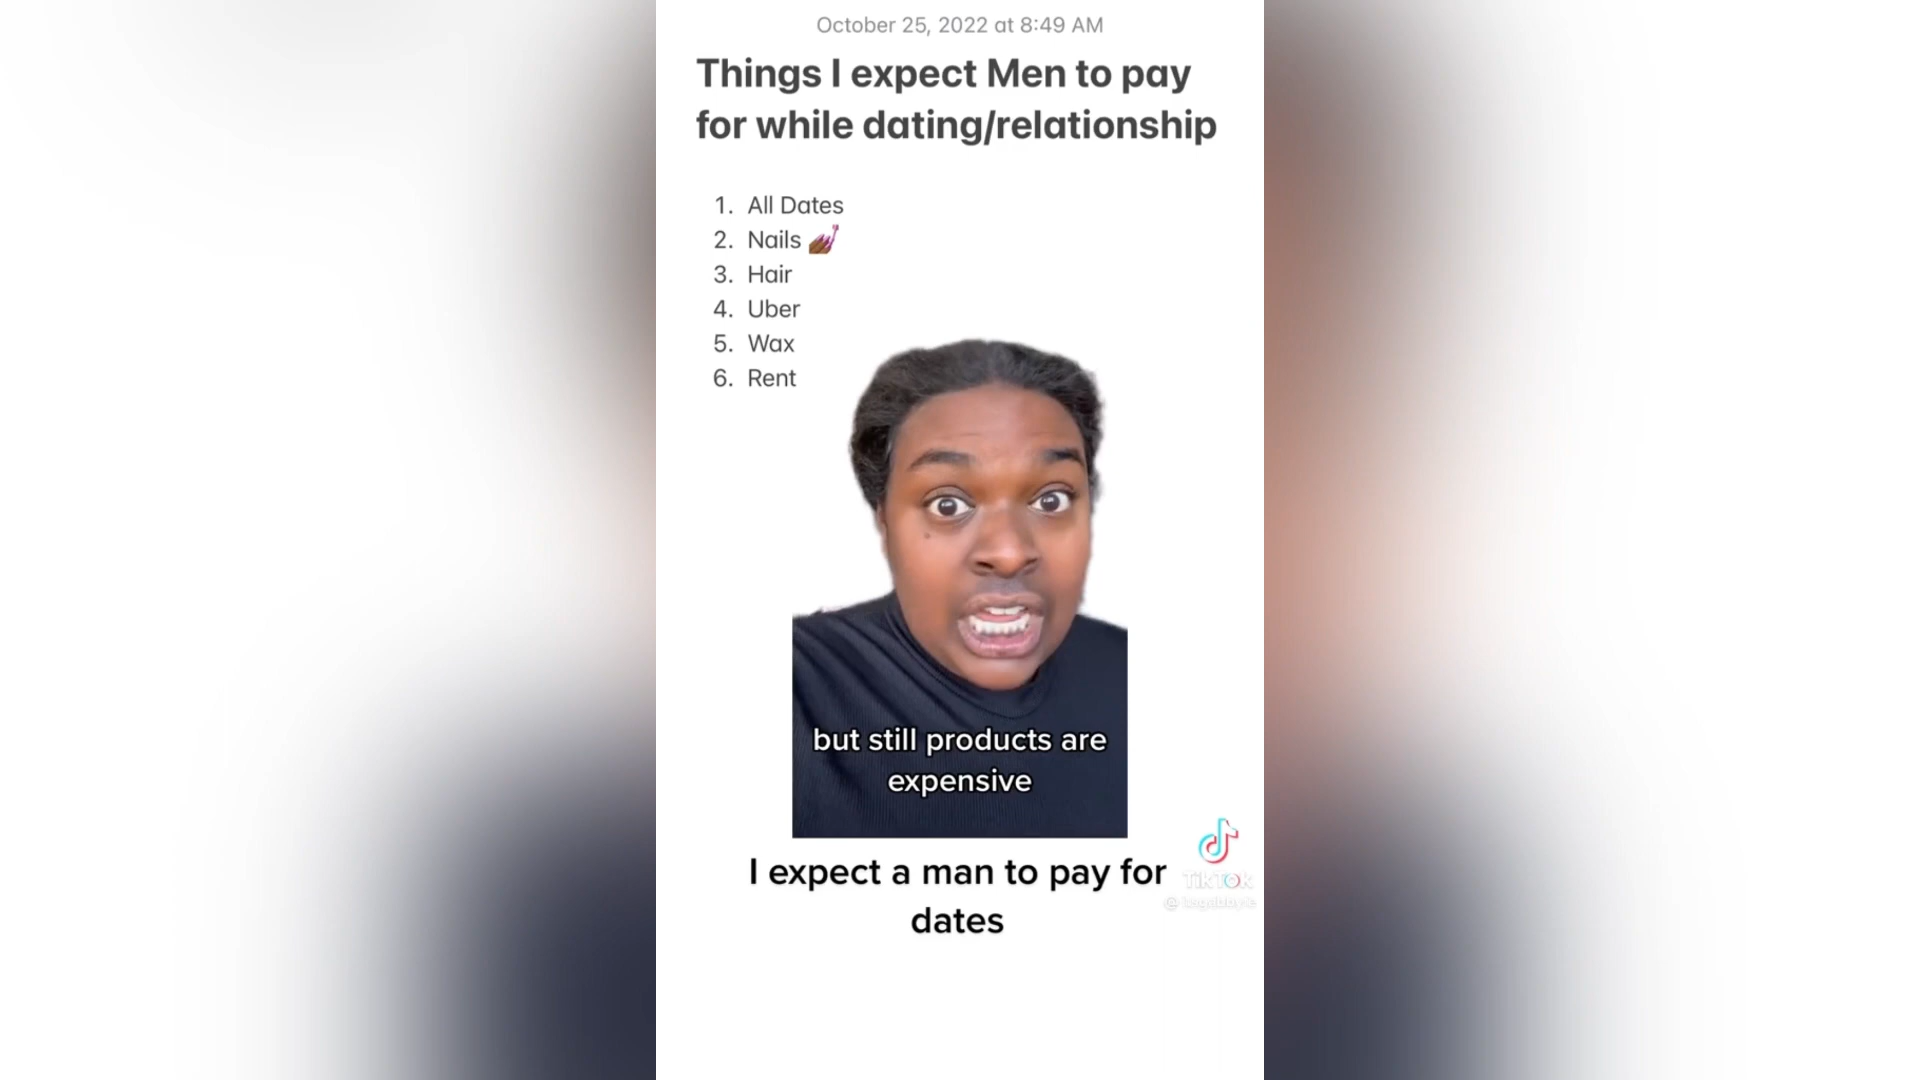 October 25, 2022 at 8:49 AM
Things I expect Men to pay
for while dating/relationship
1. All Dates
2. Nails 💅🏾
3. Hair
4. Uber
5. Wax
6. Rent
but still products are
expensive
I expect a man to pay for
dates
TikTok